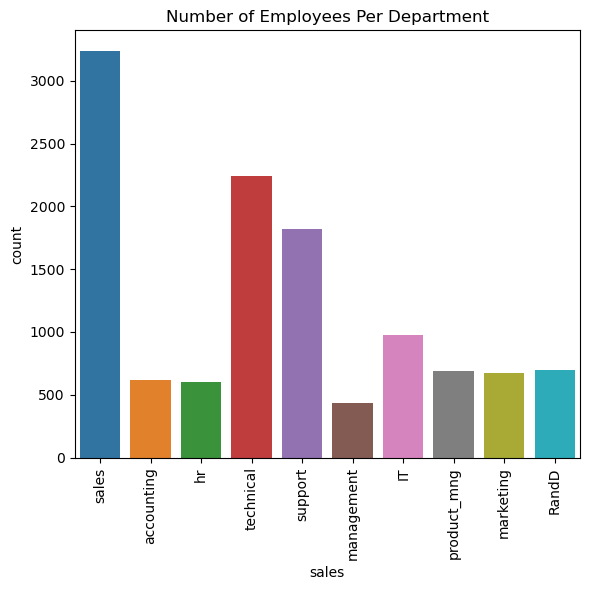 Number of Employees Per Department
3000
2500
2000
1500
1000
500
0
count
sales
accounting
hr
technical
support
management
IT
product_mng
marketing
RandD
sales